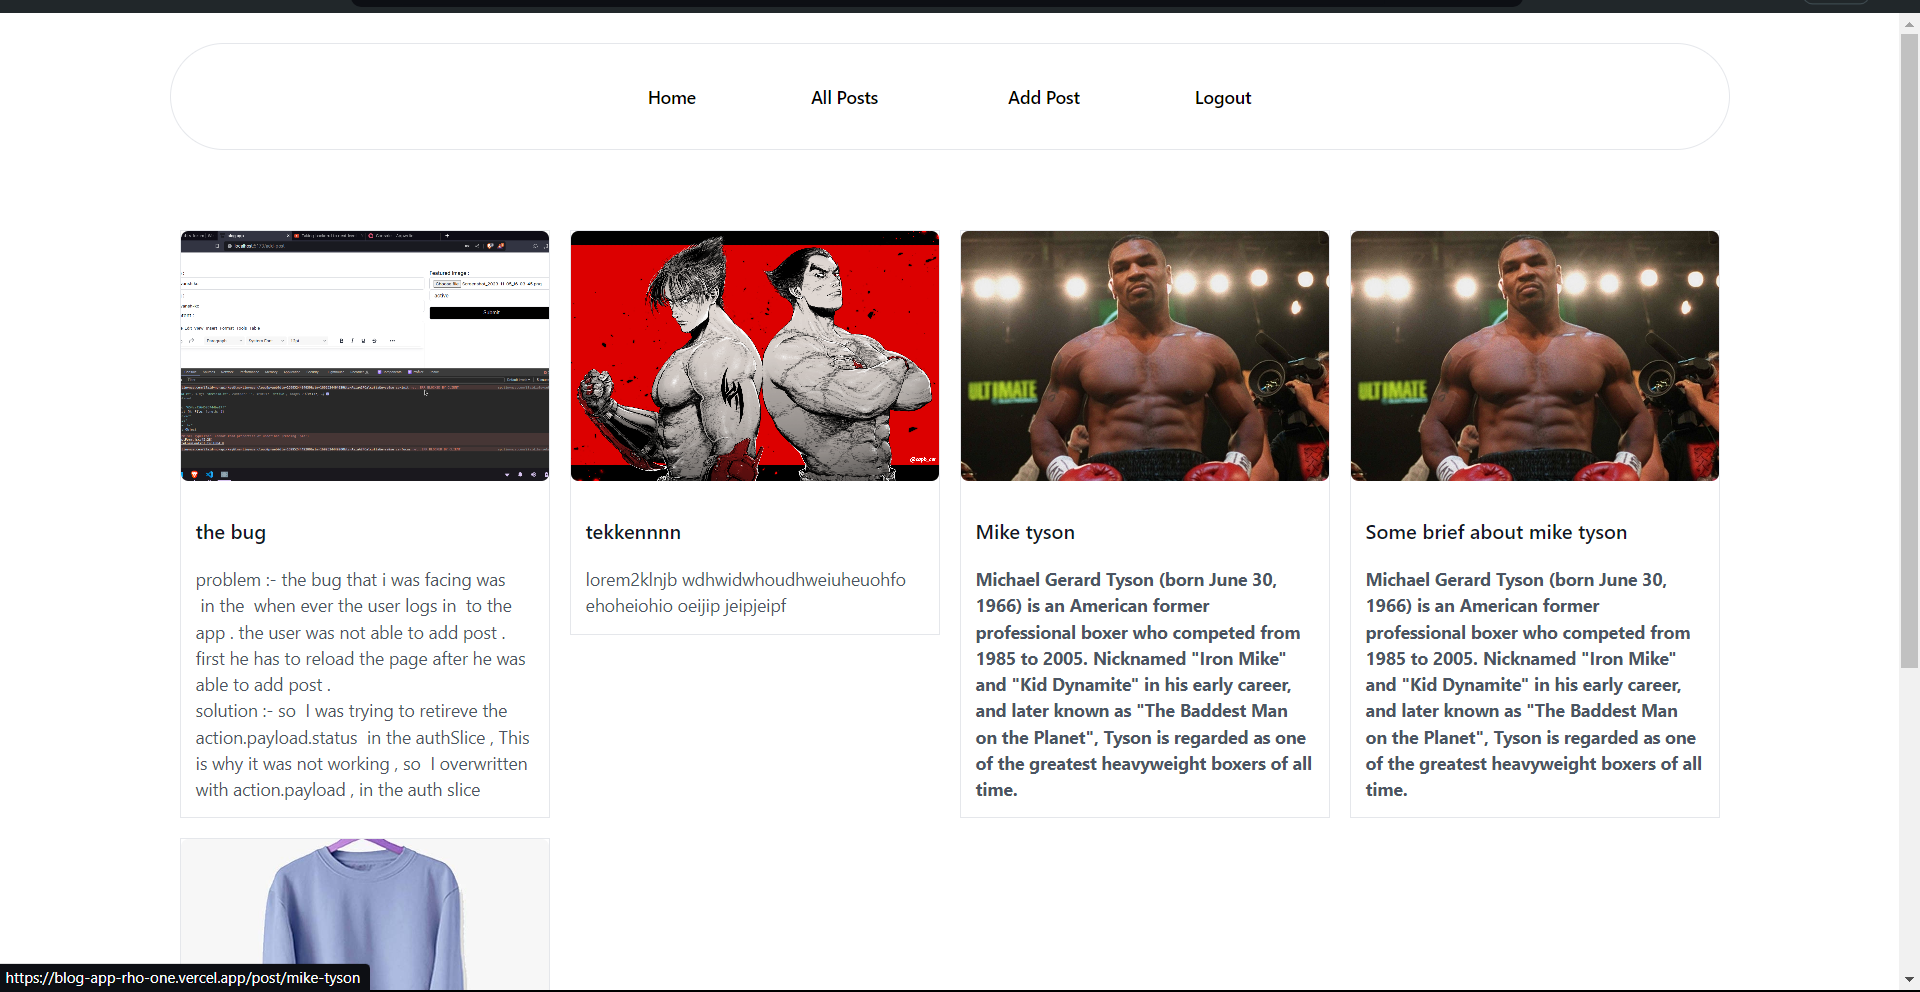 Home
All Posts
Add Post
Logout
Featured Image :
Choose file
active
Submit
ULTIMATE
ULTIMATE
the bug
problem :- the bug that i was facing was
in the  when ever the user logs in  to the
app . the user was not able to add post .
first he has to reload the page after he was
able to add post .
solution :- so  I was trying to retireve the
action.payload.status  in the authSlice , This
is why it was not working , so  I overwritten
with action.payload , in the auth slice
tekkennnn
lorem2klnjb wdhwidwhoudhweiuheuohfo
ehoheiohio oeijip jeipjeipf
Mike tyson
Michael Gerard Tyson (born June 30,
1966) is an American former
professional boxer who competed from
1985 to 2005. Nicknamed "Iron Mike"
and "Kid Dynamite" in his early career,
and later known as "The Baddest Man
on the Planet", Tyson is regarded as one
of the greatest heavyweight boxers of all
time.
Some brief about mike tyson
Michael Gerard Tyson (born June 30,
1966) is an American former
professional boxer who competed from
1985 to 2005. Nicknamed "Iron Mike"
and "Kid Dynamite" in his early career,
and later known as "The Baddest Man
on the Planet", Tyson is regarded as one
of the greatest heavyweight boxers of all
time.
https://blog-app-rho-one.vercel.app/post/mike-tyson